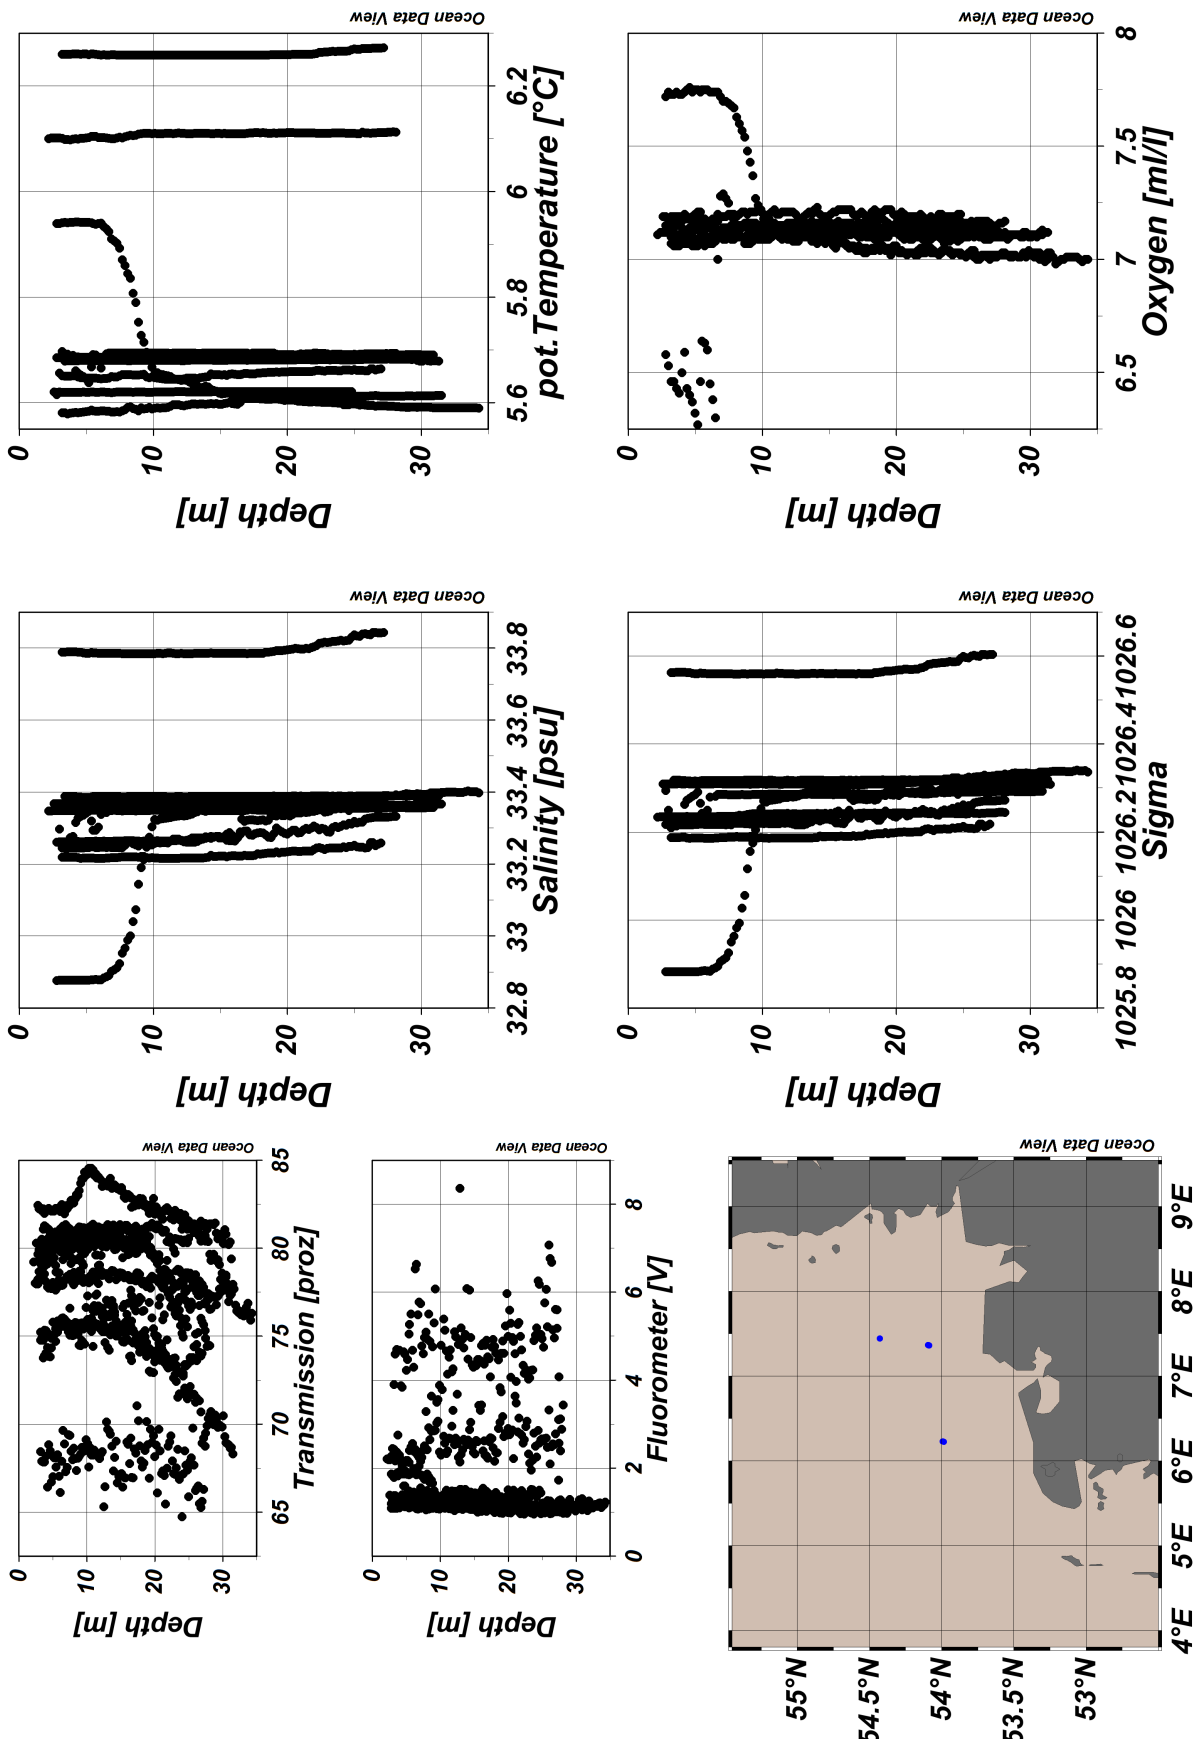 Ocean Data View
0
10
20
30
Depth [m]
65
70
75
80
85
Transmission [proz]
Ocean Data View
0
10
20
30
Depth [m]
32.8
33
33.2
33.4
33.6
33.8
Salinity [psu]
Ocean Data View
0
10
20
30
Depth [m]
5.6
5.8
6
6.2
pot.Temperature [°C]
Ocean Data View
0
10
20
30
Depth [m]
0
2
4
6
8
Fluorometer [V]
Ocean Data View
55°N
54.5°N
54°N
53.5°N
53°N
4°E
5°E
6°E
7°E
8°E
9°E
Ocean Data View
0
10
20
30
Depth [m]
1025.8
1026
1026.2
1026.4
1026.6
Sigma
Ocean Data View
0
10
20
30
Depth [m]
6.5
7
7.5
8
Oxygen [ml/l]